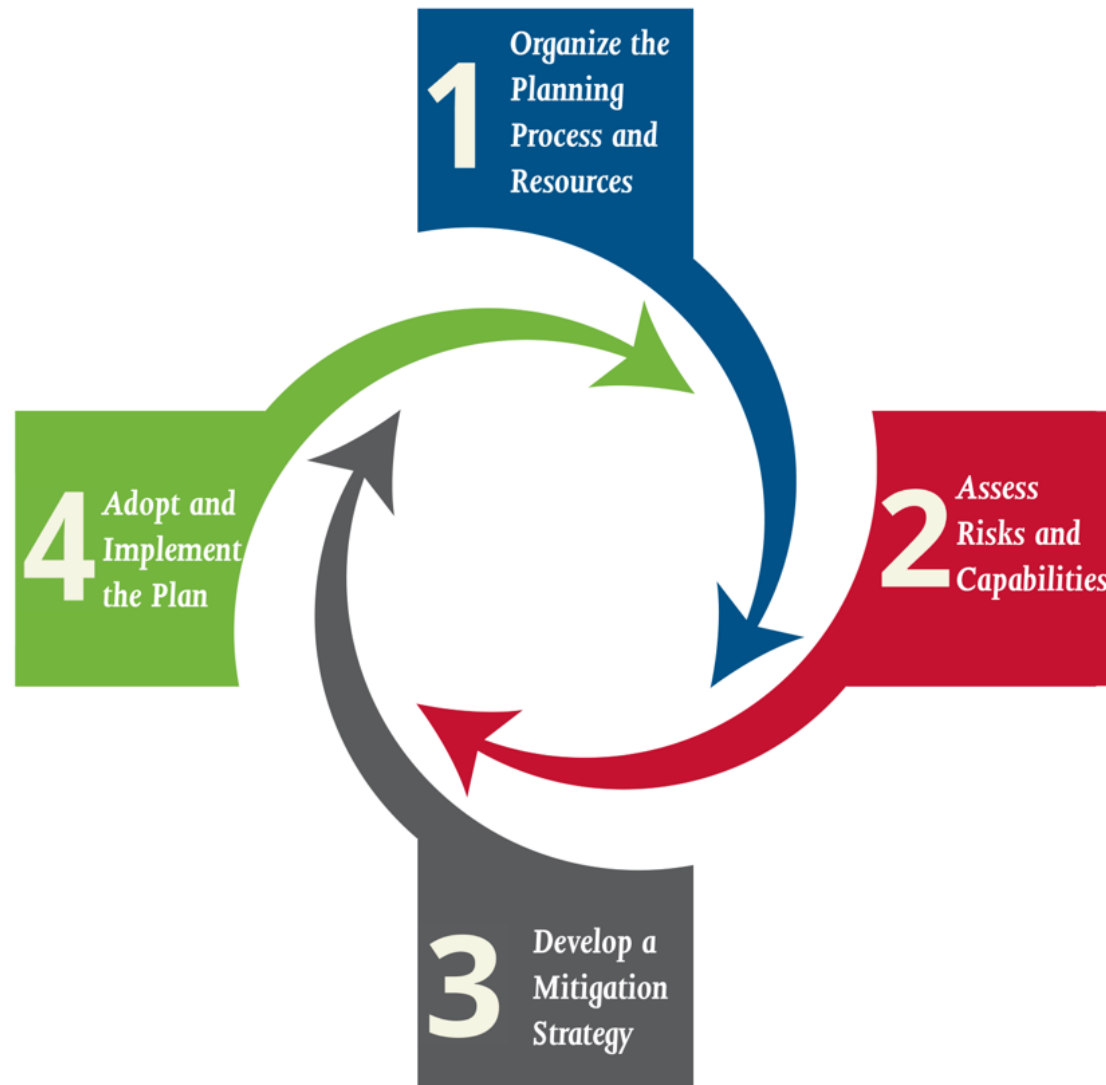 1
Organize the
Planning
Process and
Resources
2
Assess
Risks and
Capabilities
3
Develop a
Mitigation
Strategy
4
Adopt and
Implement
the Plan